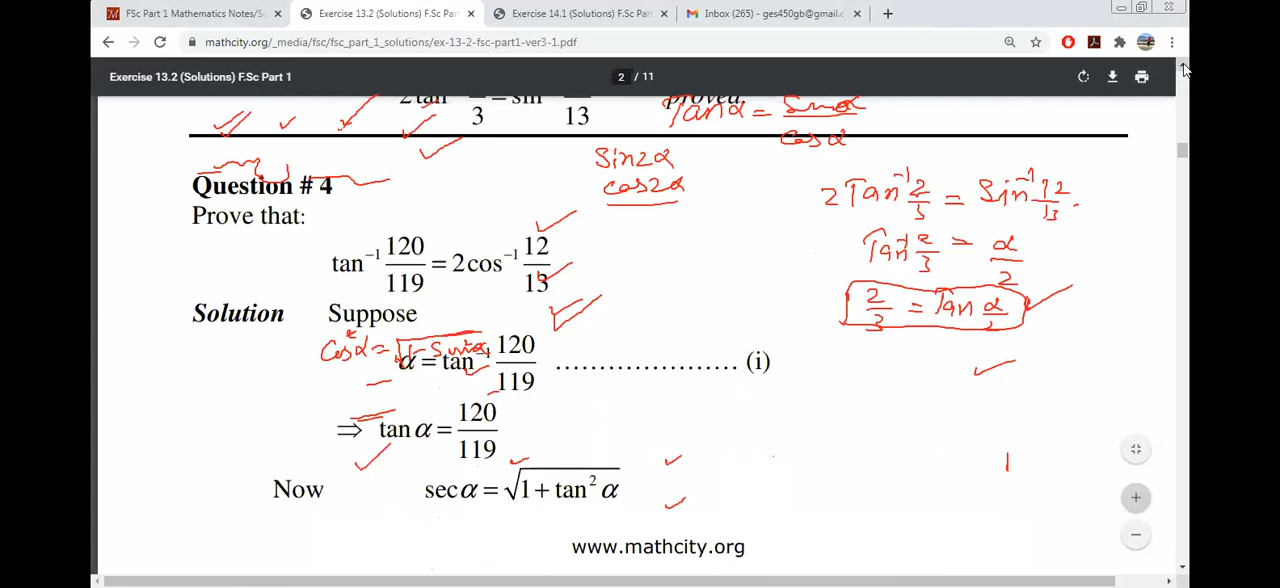 FSc Part 1 Mathematics Notes/So
Exercise 13.2 (Solutions) F.Sc Par
Exercise 14.1 (Solutions) F.Sc Par
Inbox (265) - ges450gb@gmail.c
mathcity.org/_media/fsc/fsc_part_1_solutions/ex-13-2-fsc-part1-ver3-1.pdf
Exercise 13.2 (Solutions) F.Sc Part 1
2 / 11
3 13
Tan α = Sin α / Cos α
Sin2α
cos2α
Question # 4
Prove that:
2 Tan⁻¹ 2/3 = Sin⁻¹ 12/13.
tan⁻¹ 120/119 = 2cos⁻¹ 12/13
Tan⁻¹ 2/3 = α/2
Solution Suppose
2/3 = Tan α/2
α = tan⁻¹ 120/119 ........................ (i)
⇒ tan α = 120/119
Now sec α = √1 + tan² α
www.mathcity.org